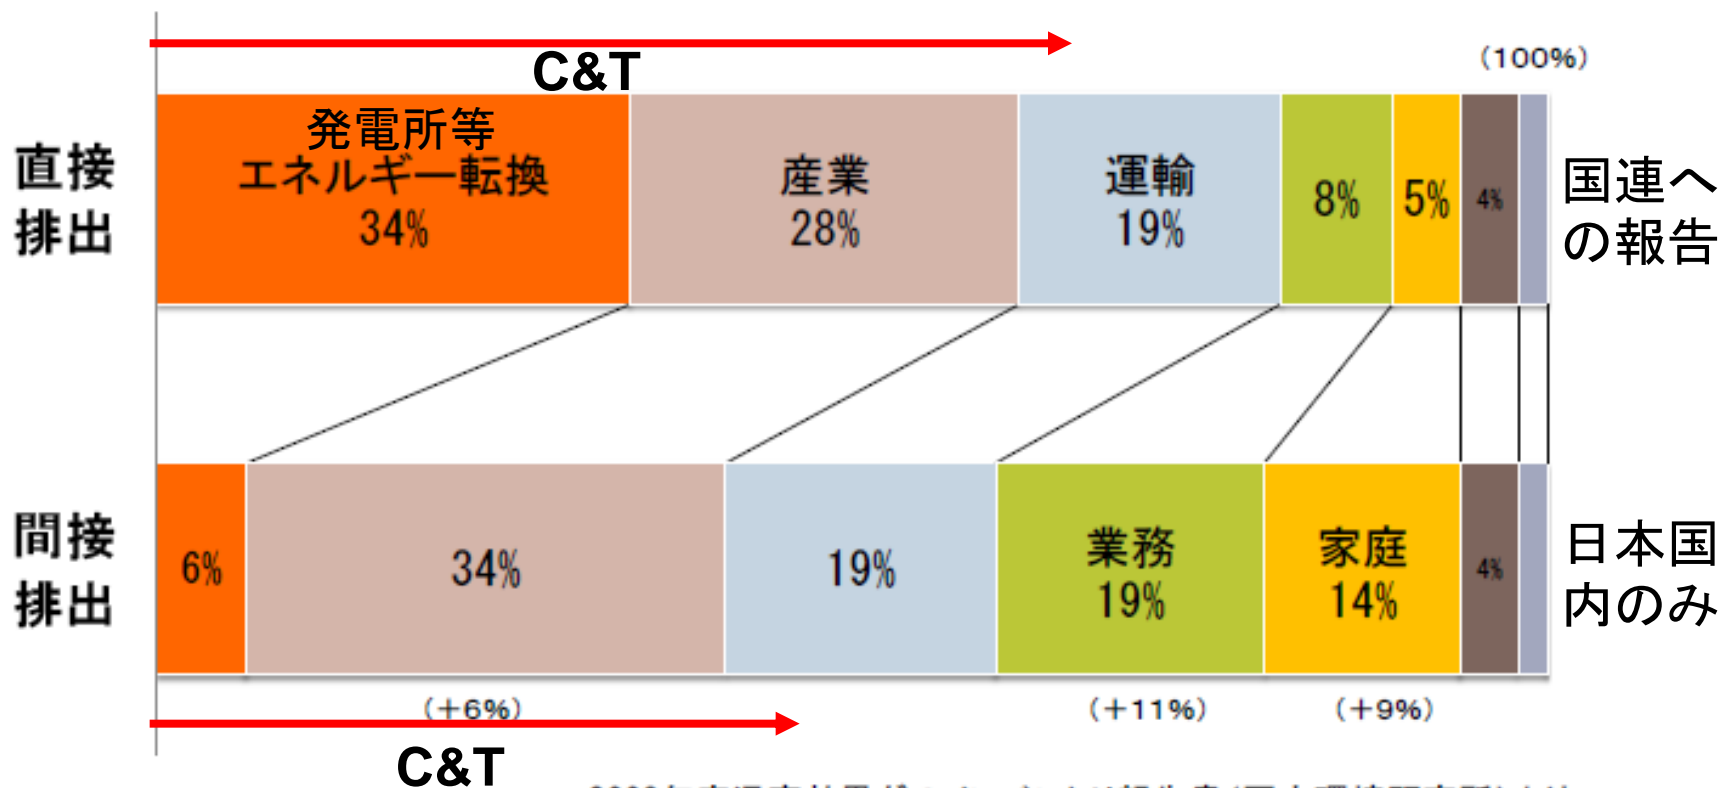 C&T
(100%)
直接
排出
発電所等
エネルギー転換
34%
産業
28%
運輸
19%
8%
5%
4%
国連へ
の報告
間接
排出
6%
34%
19%
業務
19%
家庭
14%
4%
日本国
内のみ
(+6%)
(+11%)
(+9%)
C&T